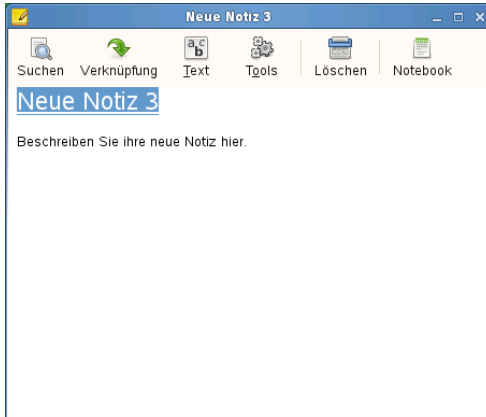 Neue Notiz 3
Suchen Verknüpfung Text Tools Löschen Notebook
Neue Notiz 3
Beschreiben Sie ihre neue Notiz hier.